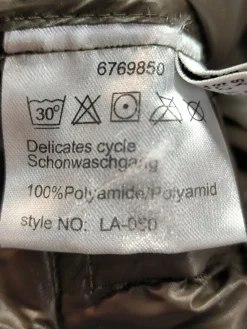 6769850
30°
Delicates cycle
Schonwaschgang
100%Polyamide/Polyamid
style NO: LA-090